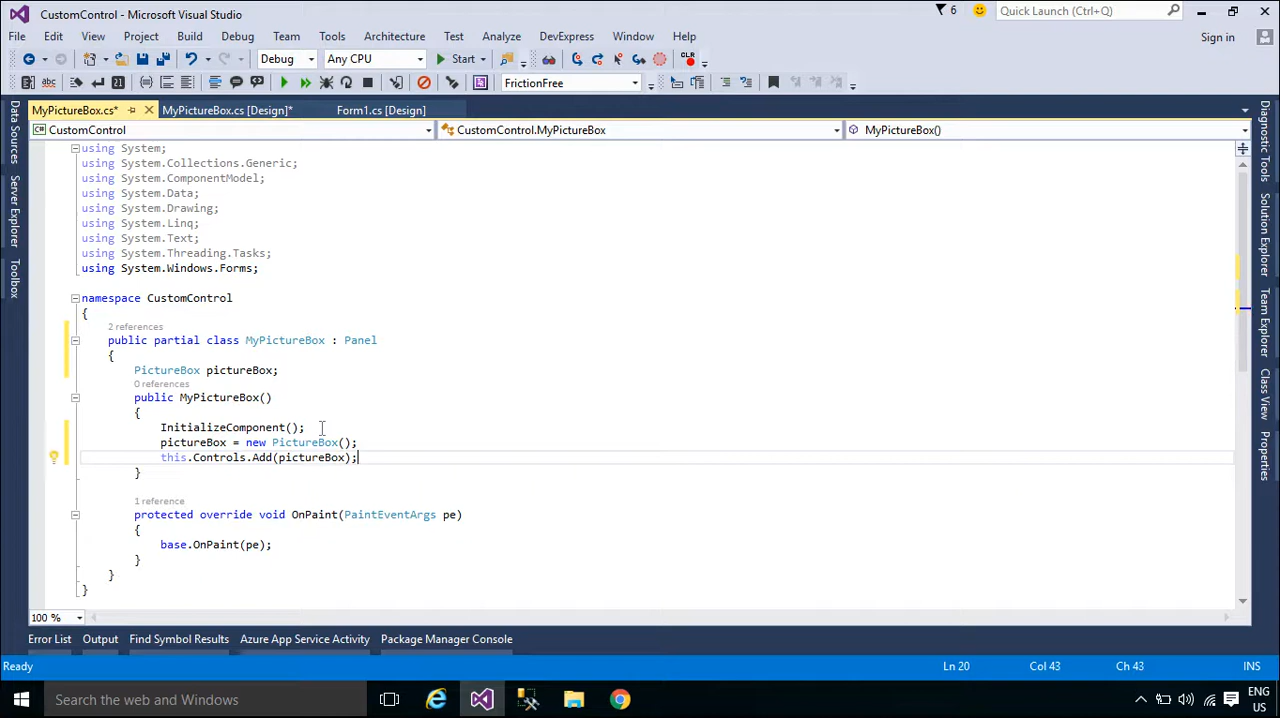 CustomControl - Microsoft Visual Studio
6
Quick Launch (Ctrl+Q)
File Edit View Project Build Debug Team Tools Architecture Test Analyze DevExpress Window Help
Sign in
Debug Any CPU Start
FrictionFree
MyPictureBox.cs* MyPictureBox.cs [Design]* Form1.cs [Design]
CustomControl CustomControl.MyPictureBox MyPictureBox()
Data Sources
Server Explorer
Toolbox
using System;
using System.Collections.Generic;
using System.ComponentModel;
using System.Data;
using System.Drawing;
using System.Linq;
using System.Text;
using System.Threading.Tasks;
using System.Windows.Forms;
namespace CustomControl
{
2 references
public partial class MyPictureBox : Panel
{
PictureBox pictureBox;
0 references
public MyPictureBox()
{
InitializeComponent();
pictureBox = new PictureBox();
this.Controls.Add(pictureBox);
}
1 reference
protected override void OnPaint(PaintEventArgs pe)
{
base.OnPaint(pe);
}
}
}
Diagnostic Tools
Solution Explorer
Team Explorer
Class View
Properties
100 %
Error List Output Find Symbol Results Azure App Service Activity Package Manager Console
Ready Ln 20 Col 43 Ch 43 INS
Search the web and Windows
ENG
US